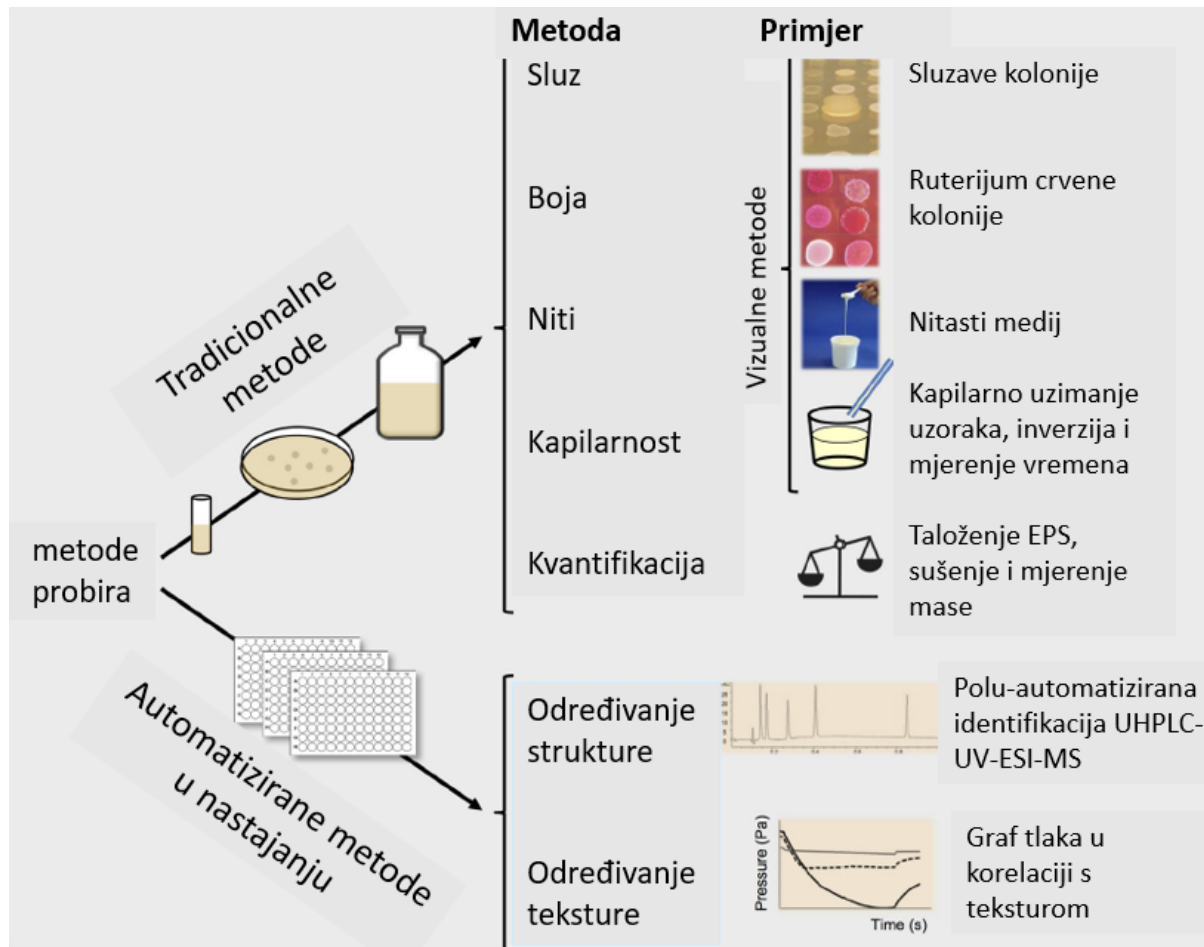 Metoda
Primjer
Sluz
Sluzave kolonije
Boja
Ruterijum crvene
kolonije
Niti
Nitasti medij
Kapilarnost
Kapilarno uzimanje
uzoraka, inverzija i
mjerenje vremena
Vizualne metode
Kvantifikacija
Taloženje EPS,
sušenje i mjerenje
mase
Tradicionalne
metode
metode
probira
Automatizirane metode
u nastajanju
Određivanje
strukture
Polu-automatizirana
identifikacija UHPLC-
UV-ESI-MS
Određivanje
teksture
Pressure (Pa)
Time (s)
Graf tlaka u
korelaciji s
teksturom